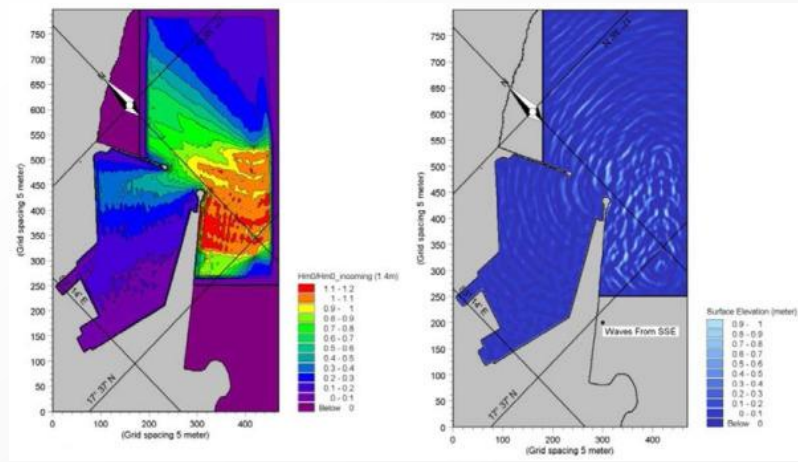 750
700
650
600
550
500
450
400
350
300
250
200
150
100
50
0
(Grid spacing 5 meter)
0 100 200 300 400
(Grid spacing 5 meter)
N
14' E
17° 37' N
Hm0/Hm0_incoming (1.4m)
1.1 - 1.2
1 - 1.1
0.9 - 1
0.8 - 0.9
0.7 - 0.8
0.6 - 0.7
0.5 - 0.6
0.4 - 0.5
0.3 - 0.4
0.2 - 0.3
0.1 - 0.2
0 - 0.1
Below 0
750
700
650
600
550
500
450
400
350
300
250
200
150
100
50
0
(Grid spacing 5 meter)
0 100 200 300 400
(Grid spacing 5 meter)
14' E
17° 37' N
Waves From SSE
Surface Elevation (meter)
0.9 - 1
0.8 - 0.9
0.7 - 0.8
0.6 - 0.7
0.5 - 0.6
0.4 - 0.5
0.3 - 0.4
0.2 - 0.3
0.1 - 0.2
0 - 0.1
Below 0